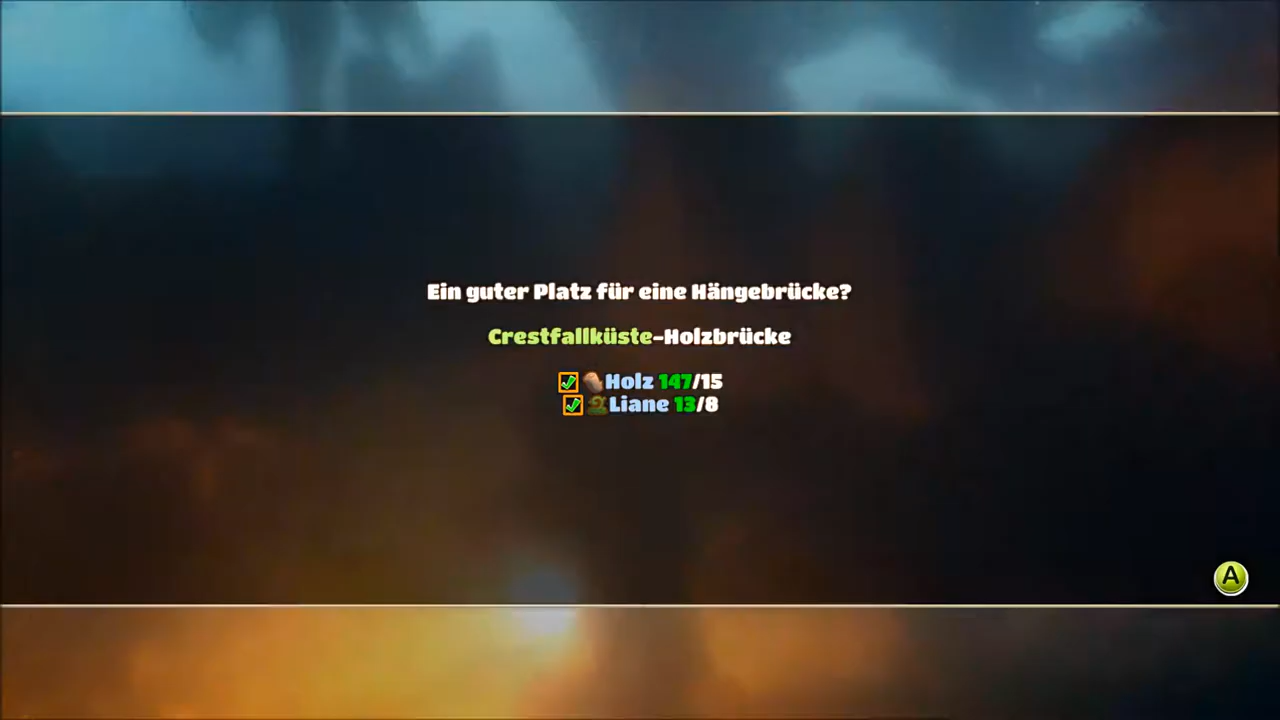 Ein guter Platz für eine Hängebrücke?
Crestfallküste-Holzbrücke
Holz 147/15
Liane 13/8
A